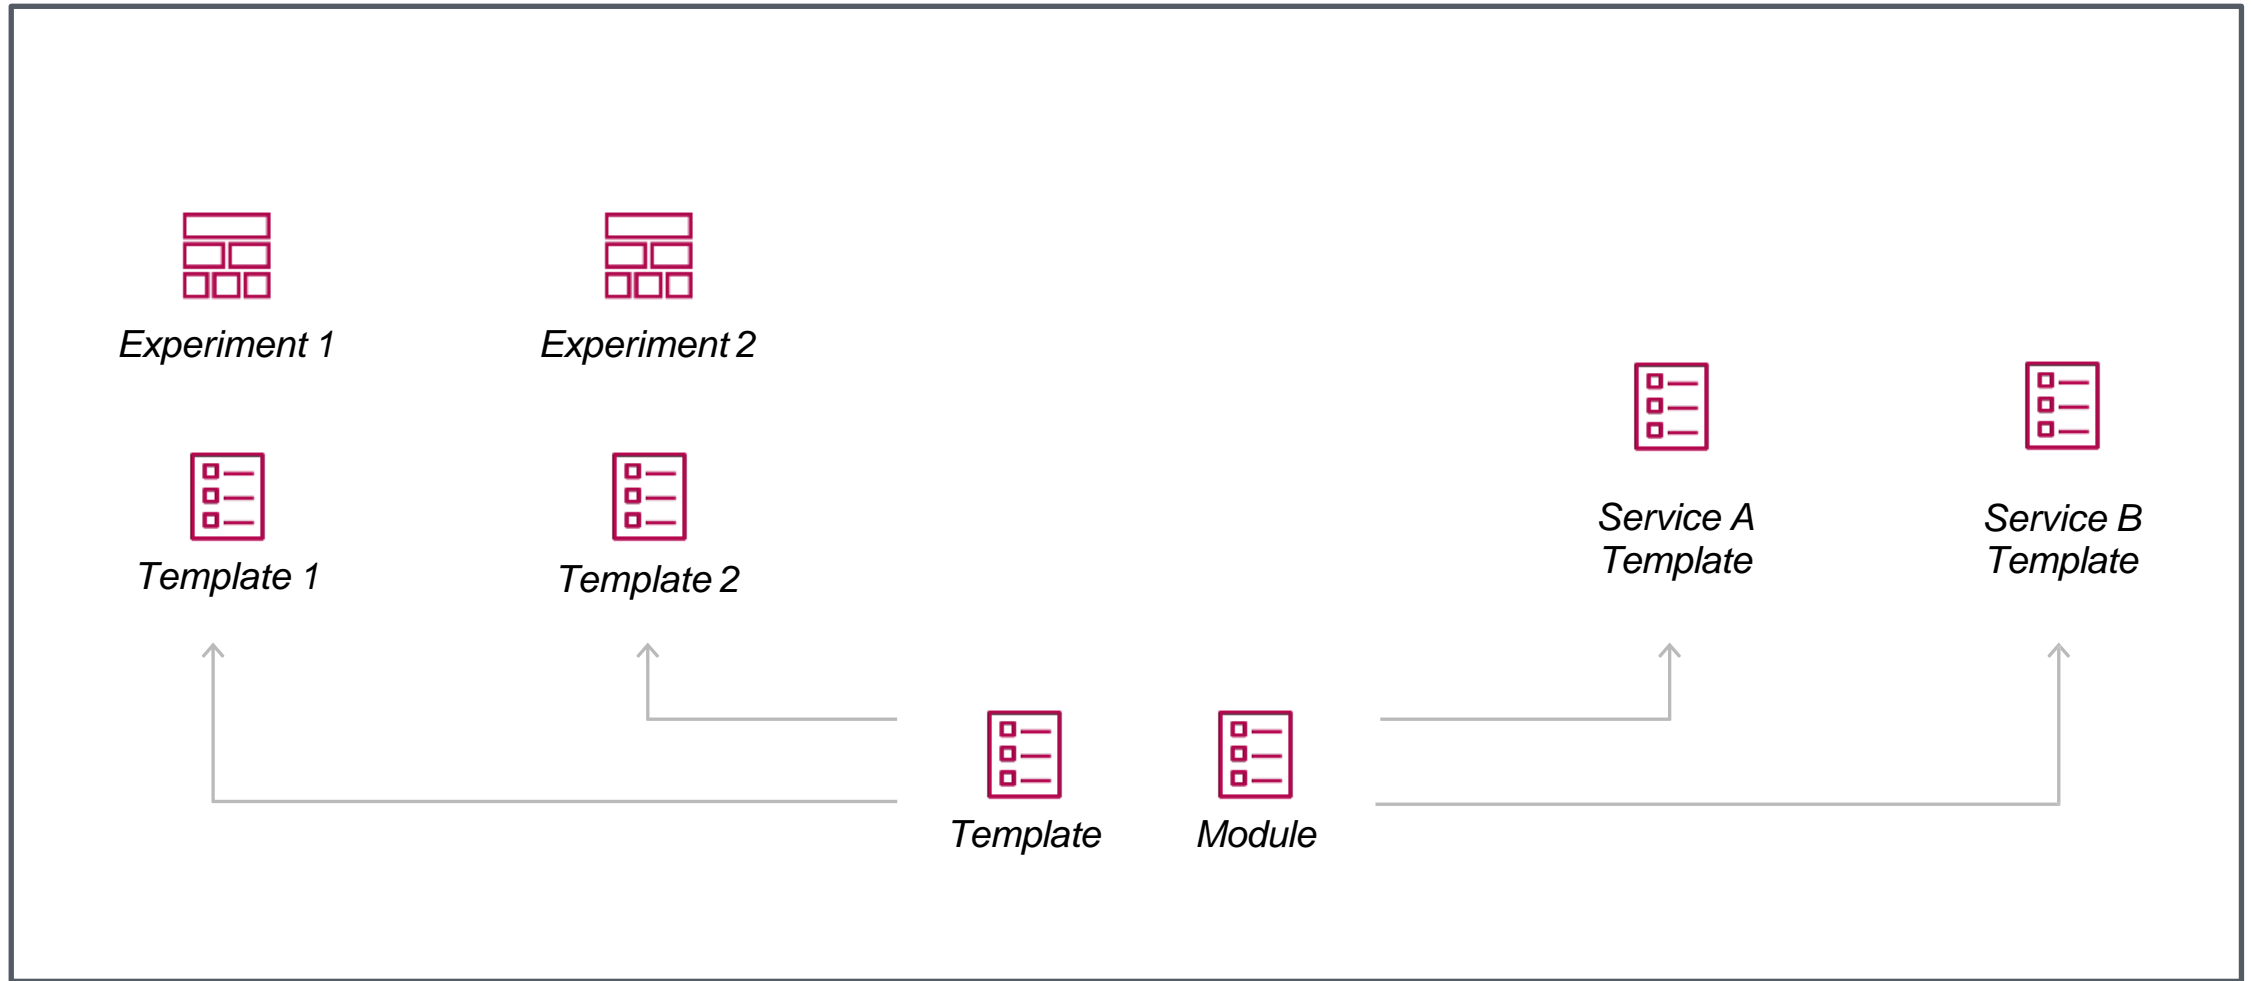 Experiment 1
Experiment 2
Template 1
Template 2
Service A
Template
Service B
Template
Template
Module